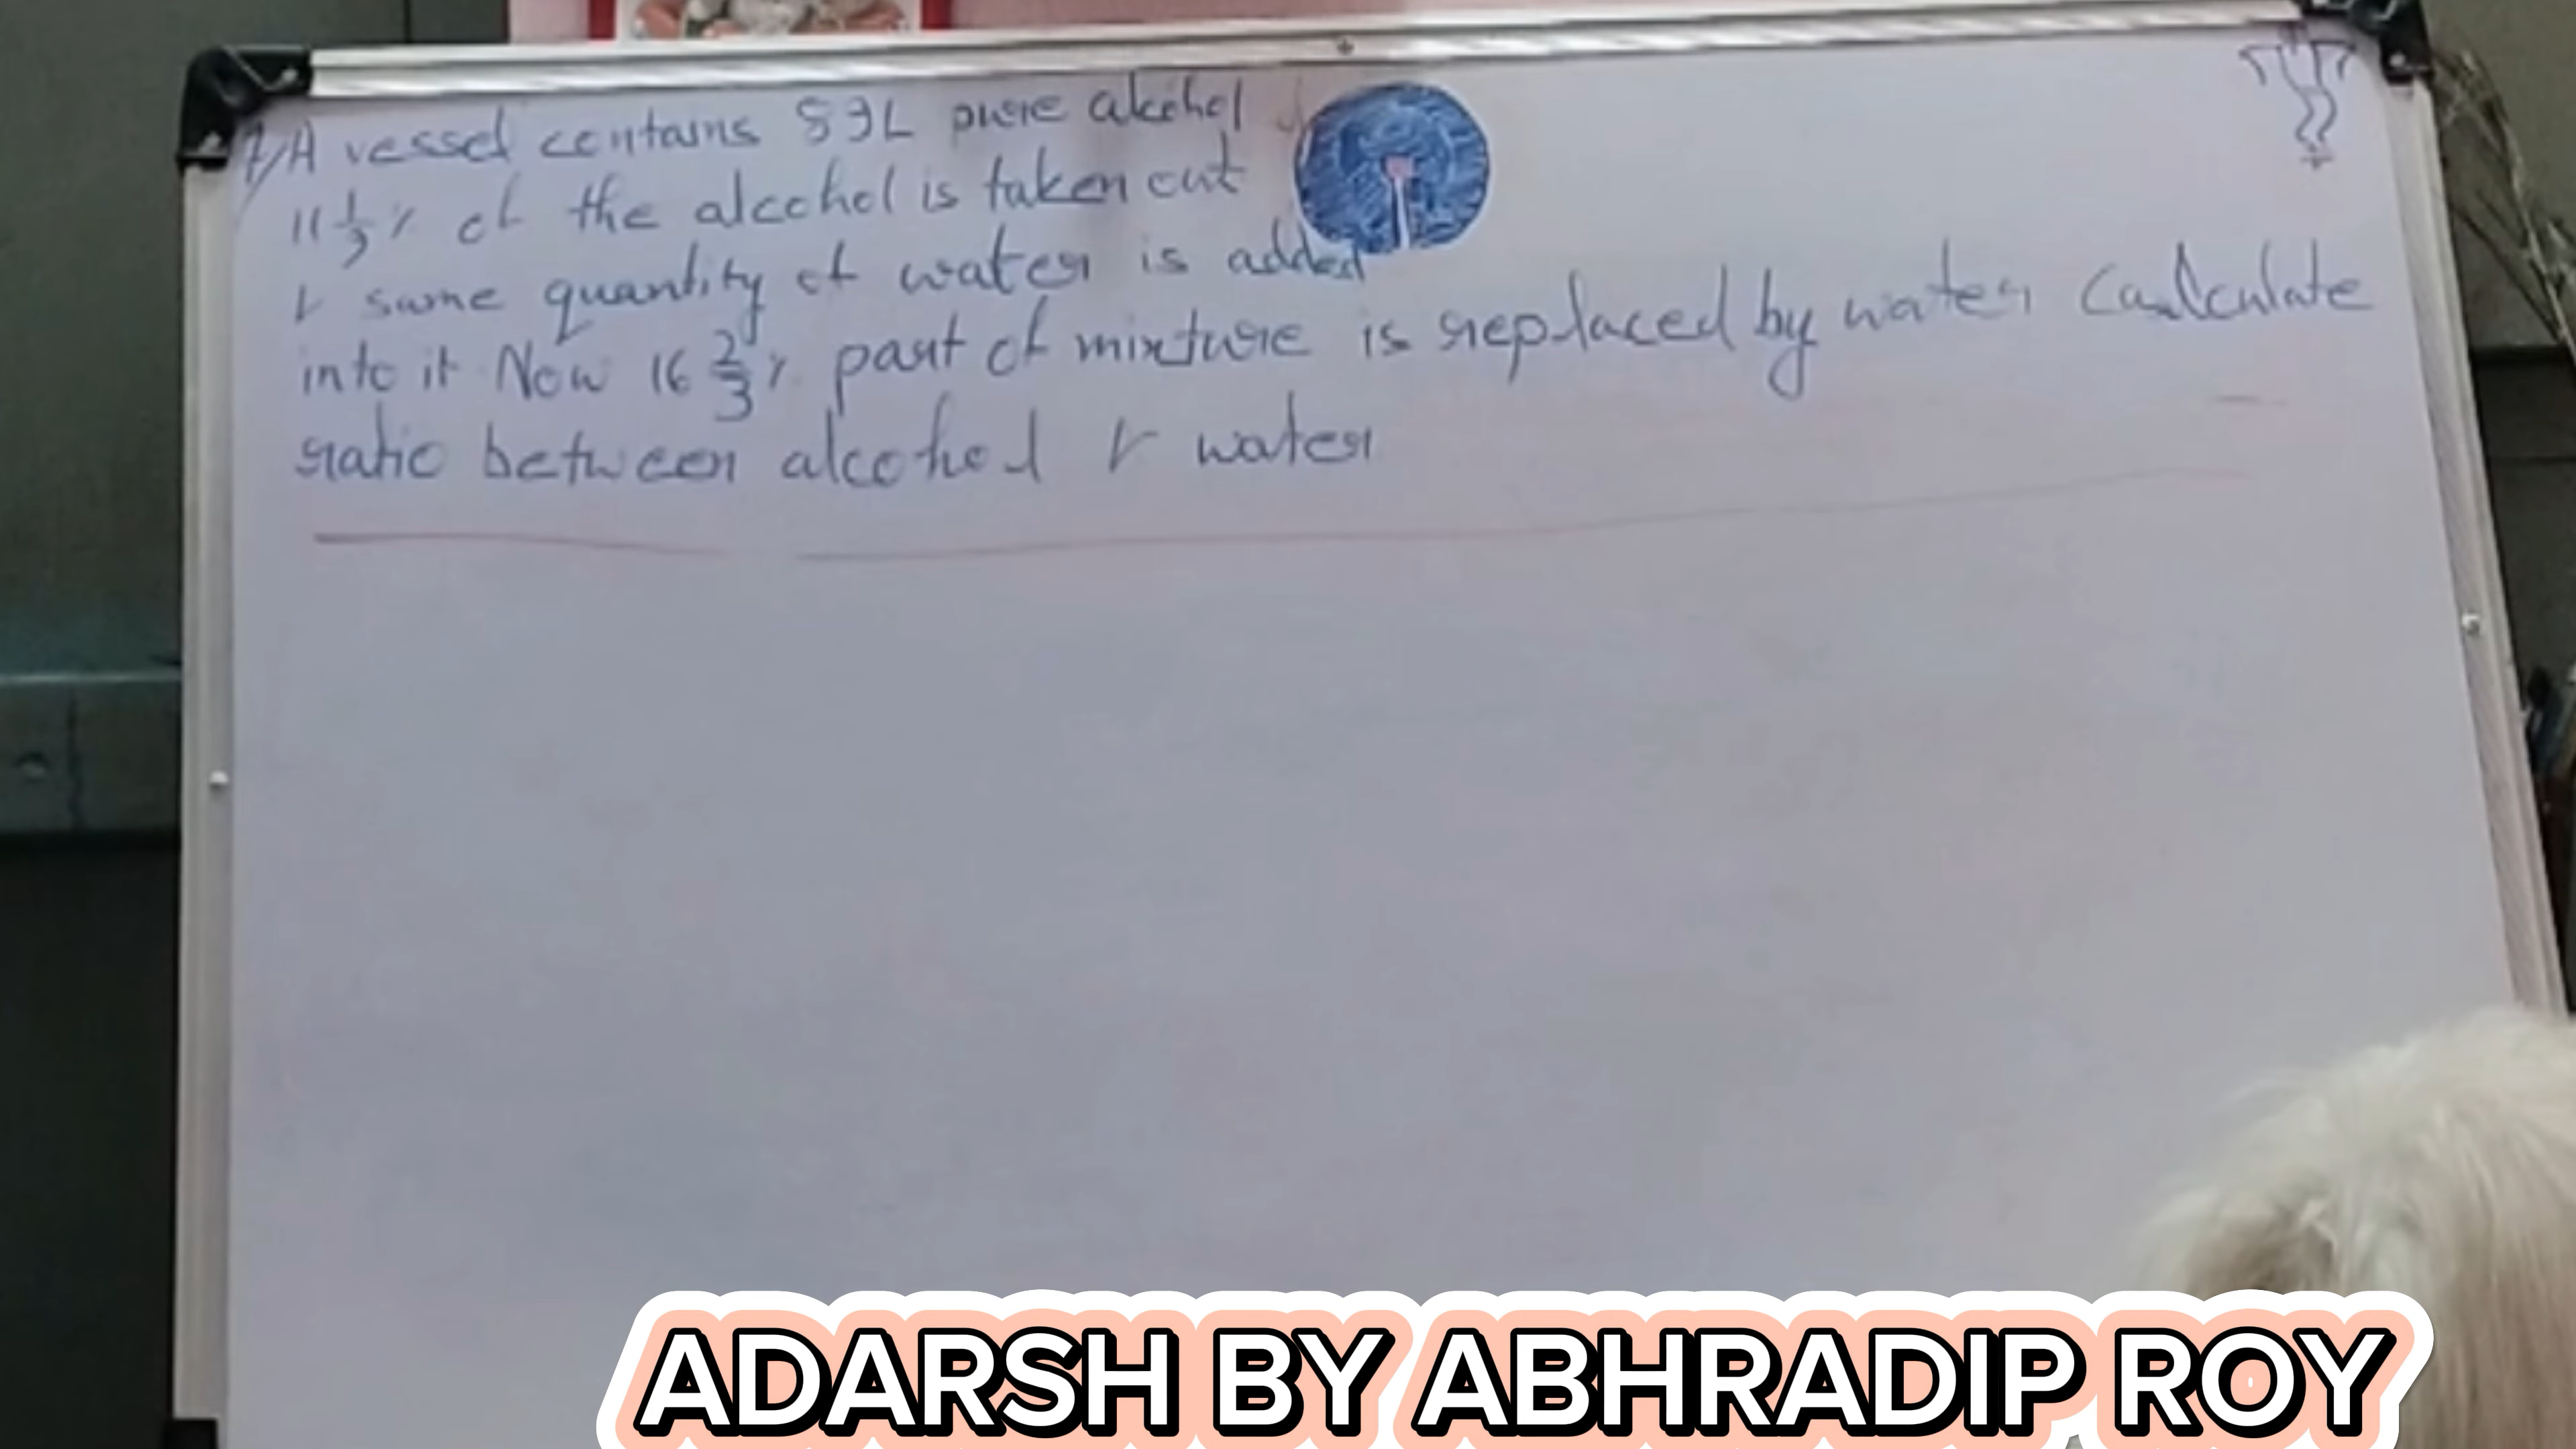 7) A vessel contains 89L pure alcohol
11 1/9 % of the alcohol is taken out
& same quantity of water is added
into it Now 16 2/3 % part of mixture is replaced by water Calculate
ratio between alcohol & water
ADARSH BY ABHRADIP ROY